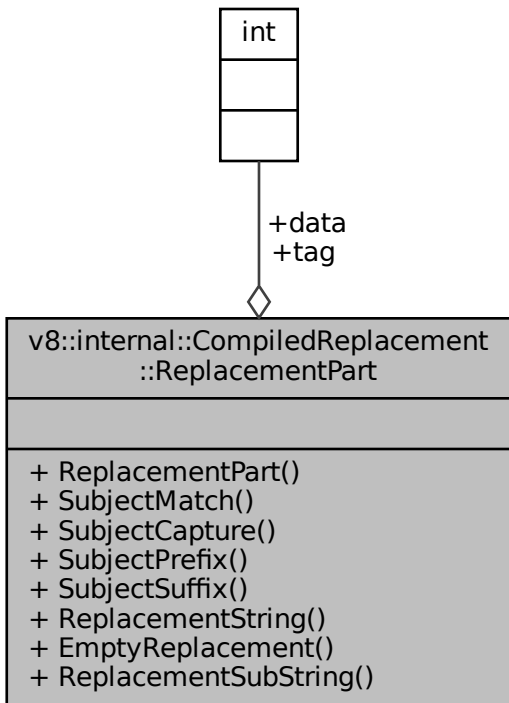 int
+data
+tag
v8::internal::CompiledReplacement
::ReplacementPart
+ ReplacementPart()
+ SubjectMatch()
+ SubjectCapture()
+ SubjectPrefix()
+ SubjectSuffix()
+ ReplacementString()
+ EmptyReplacement()
+ ReplacementSubString()